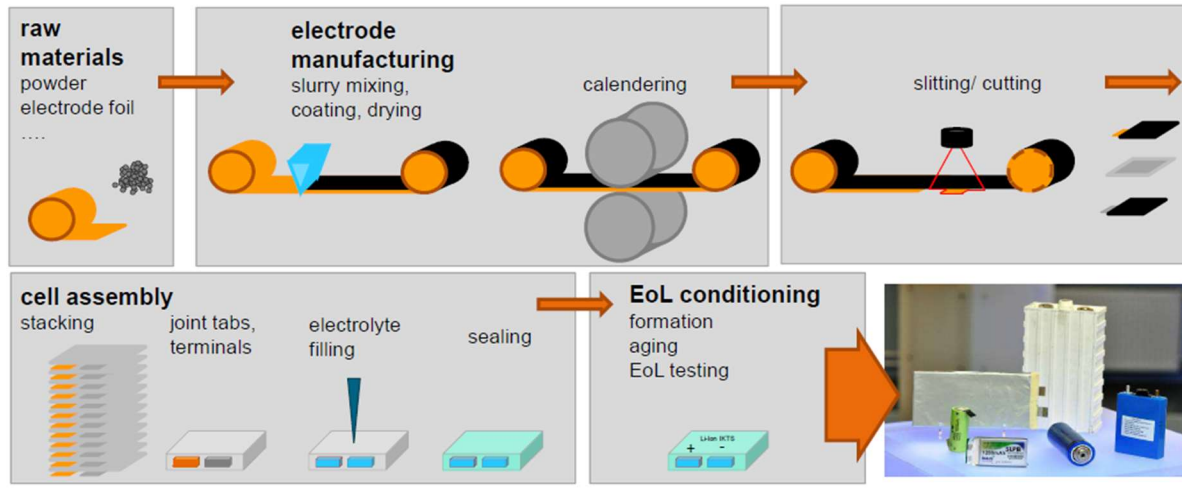 raw
materials
powder
electrode foil
....
electrode
manufacturing
slurry mixing,
coating, drying
calendering
slitting/ cutting
cell assembly
stacking
joint tabs,
terminals
electrolyte
filling
sealing
EoL conditioning
formation
aging
EoL testing
Li-Ion IKTS
+ -